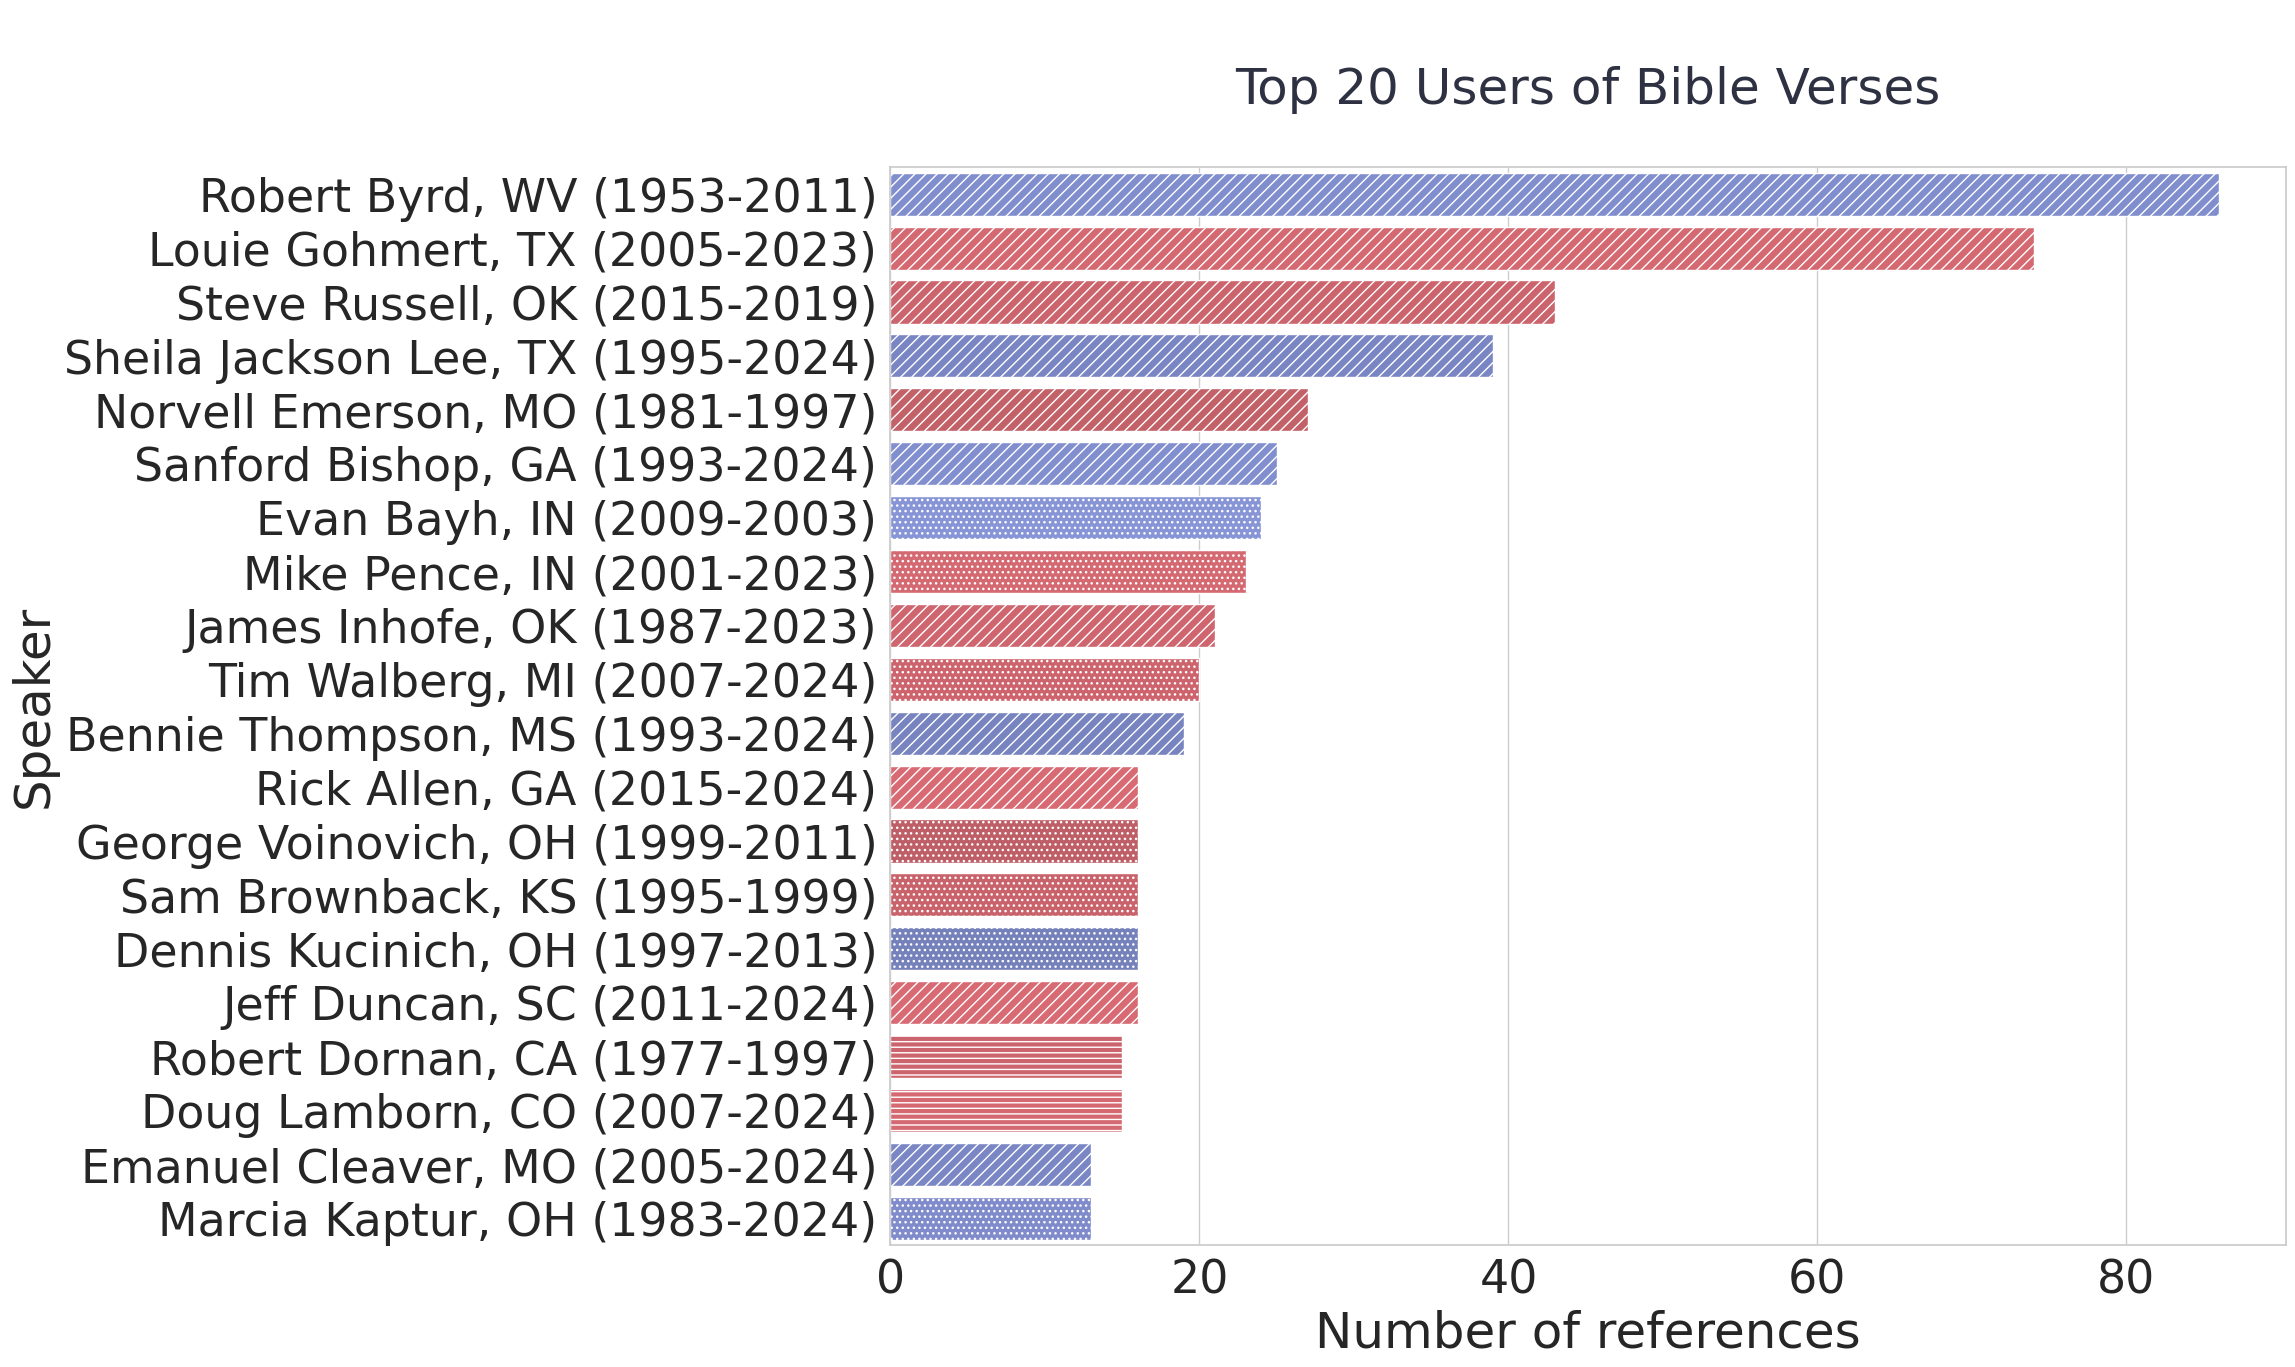 Top 20 Users of Bible Verses
Speaker
Robert Byrd, WV (1953-2011)
Louie Gohmert, TX (2005-2023)
Steve Russell, OK (2015-2019)
Sheila Jackson Lee, TX (1995-2024)
Norvell Emerson, MO (1981-1997)
Sanford Bishop, GA (1993-2024)
Evan Bayh, IN (2009-2003)
Mike Pence, IN (2001-2023)
James Inhofe, OK (1987-2023)
Tim Walberg, MI (2007-2024)
Bennie Thompson, MS (1993-2024)
Rick Allen, GA (2015-2024)
George Voinovich, OH (1999-2011)
Sam Brownback, KS (1995-1999)
Dennis Kucinich, OH (1997-2013)
Jeff Duncan, SC (2011-2024)
Robert Dornan, CA (1977-1997)
Doug Lamborn, CO (2007-2024)
Emanuel Cleaver, MO (2005-2024)
Marcia Kaptur, OH (1983-2024)
0 20 40 60 80
Number of references